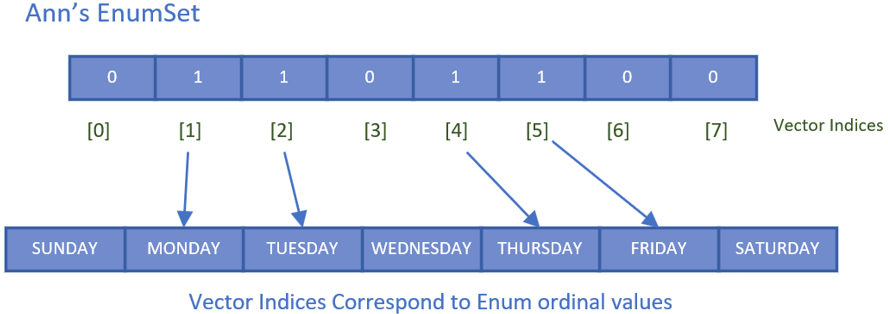 Ann's EnumSet
0 1 1 0 1 1 0 0
[0] [1] [2] [3] [4] [5] [6] [7] Vector Indices
SUNDAY MONDAY TUESDAY WEDNESDAY THURSDAY FRIDAY SATURDAY
Vector Indices Correspond to Enum ordinal values